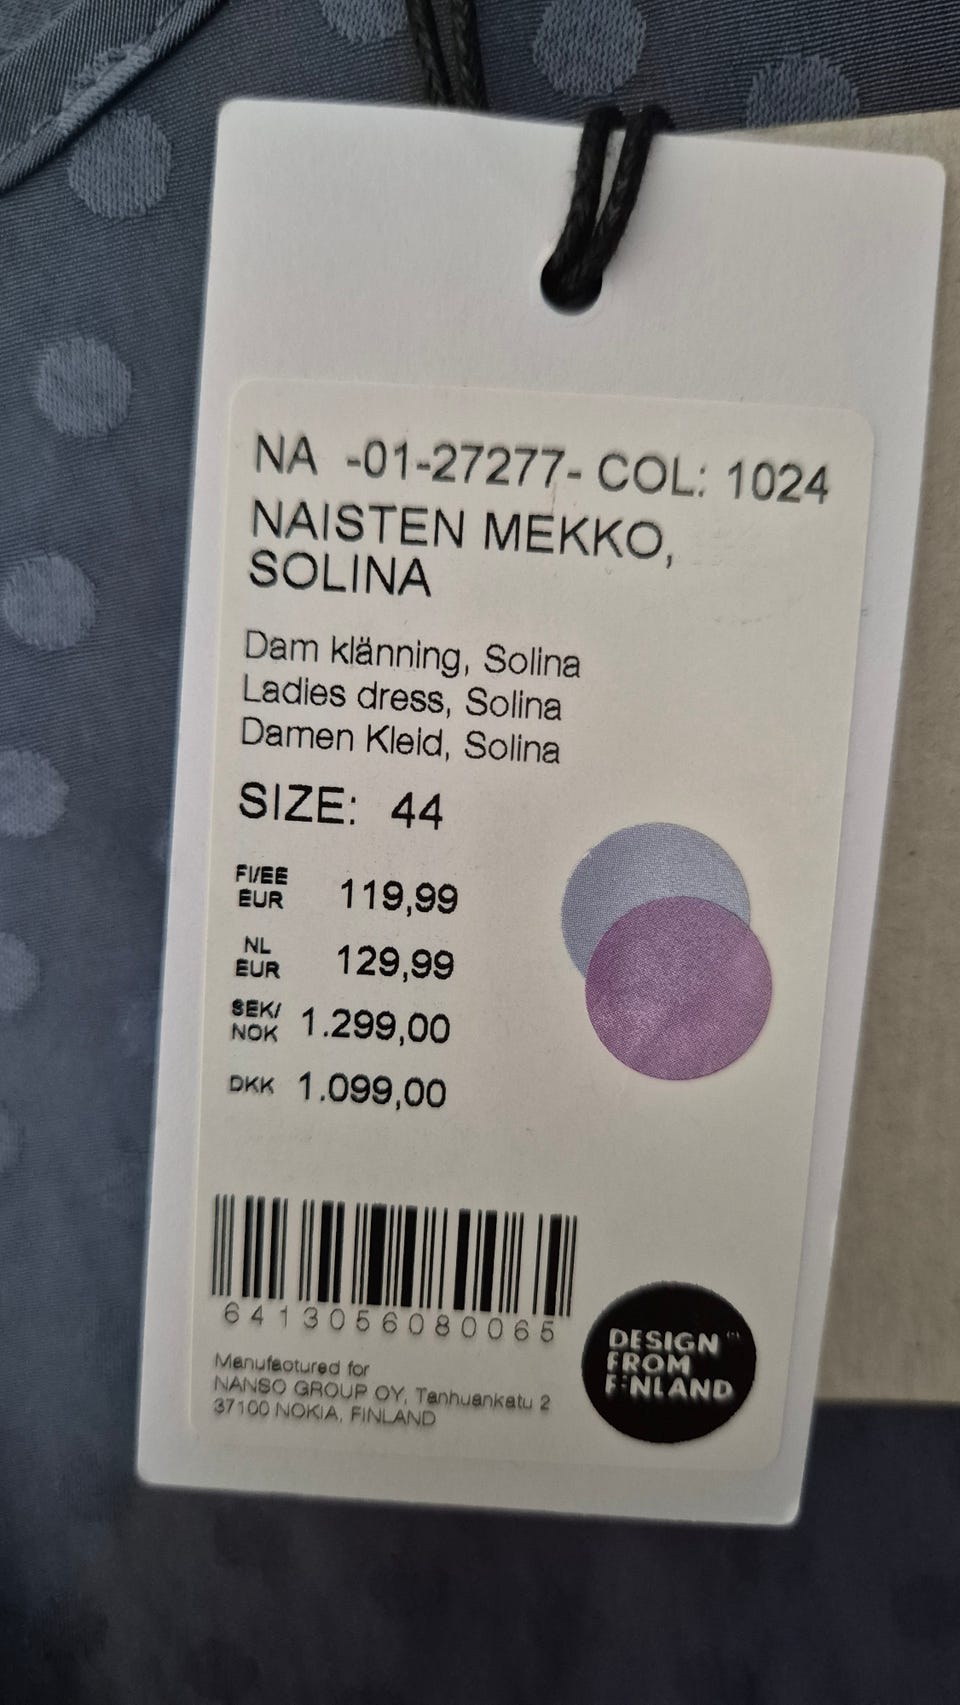 NA -01-27277- COL: 1024
NAISTEN MEKKO,
SOLINA
Dam klänning, Solina
Ladies dress, Solina
Damen Kleid, Solina
SIZE: 44
FI/EE
EUR 119,99
NL
EUR 129,99
SEK/
NOK 1.299,00
DKK 1.099,00
6413056080065
Manufactured for
NANSO GROUP OY, Tanhuankatu 2
37100 NOKIA, FINLAND
DESIGN
FROM
FINLAND